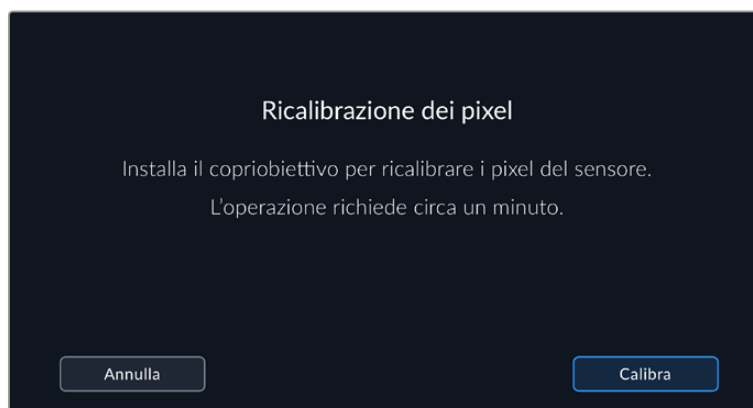 Ricalibrazione dei pixel
Installa il copriobiettivo per ricalibrare i pixel del sensore.
L’operazione richiede circa un minuto.
Annulla
Calibra